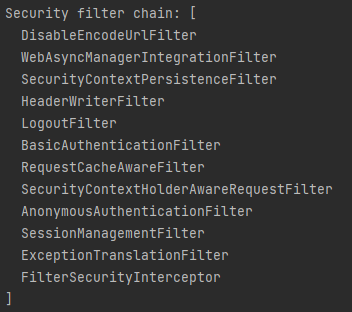 Security filter chain: [
  DisableEncodeUrlFilter
  WebAsyncManagerIntegrationFilter
  SecurityContextPersistenceFilter
  HeaderWriterFilter
  LogoutFilter
  BasicAuthenticationFilter
  RequestCacheAwareFilter
  SecurityContextHolderAwareRequestFilter
  AnonymousAuthenticationFilter
  SessionManagementFilter
  ExceptionTranslationFilter
  FilterSecurityInterceptor
]